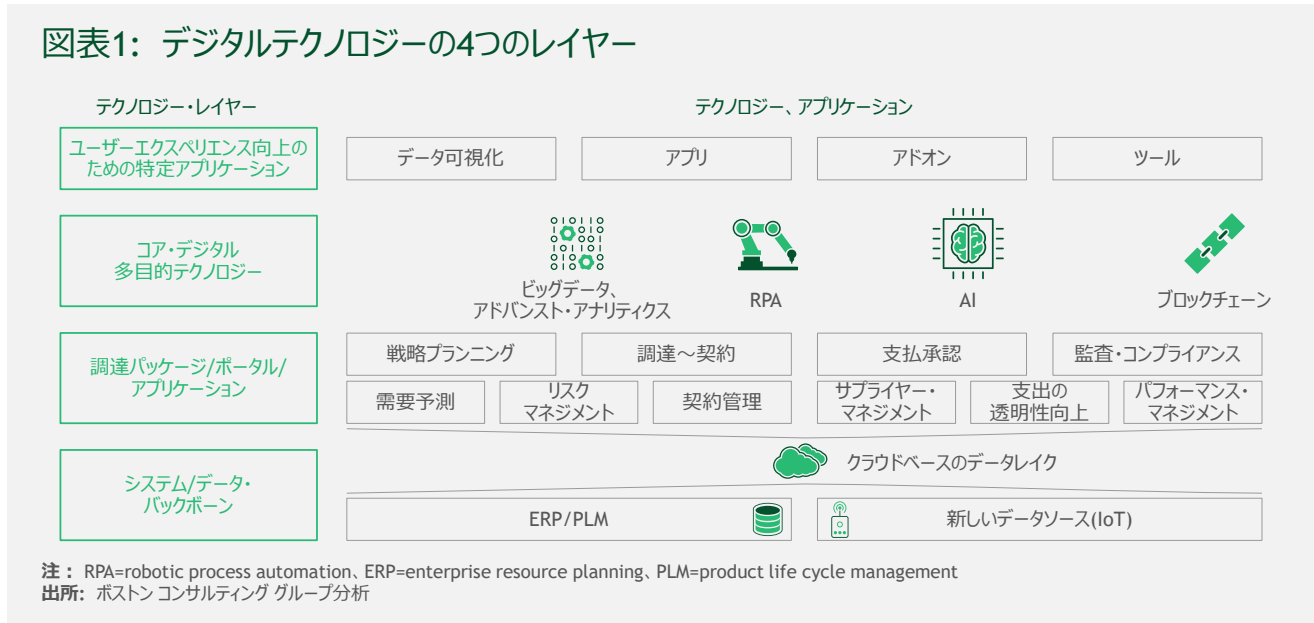 図表1: デジタルテクノロジーの4つのレイヤー
テクノロジー・レイヤー
テクノロジー、アプリケーション
ユーザーエクスペリエンス向上の
ための特定アプリケーション
データ可視化
アプリ
アドオン
ツール
コア・デジタル
多目的テクノロジー
ビッグデータ、
アドバンスト・アナリティクス
RPA
AI
ブロックチェーン
調達パッケージ/ポータル/
アプリケーション
戦略プランニング
調達～契約
支払承認
監査・コンプライアンス
需要予測
リスク
マネジメント
契約管理
サプライヤー・
マネジメント
支出の
透明性向上
パフォーマンス・
マネジメント
システム/データ・
バックボーン
クラウドベースのデータレイク
ERP/PLM
新しいデータソース(IoT)
注： RPA=robotic process automation、ERP=enterprise resource planning、PLM=product life cycle management
出所: ボストン コンサルティング グループ分析